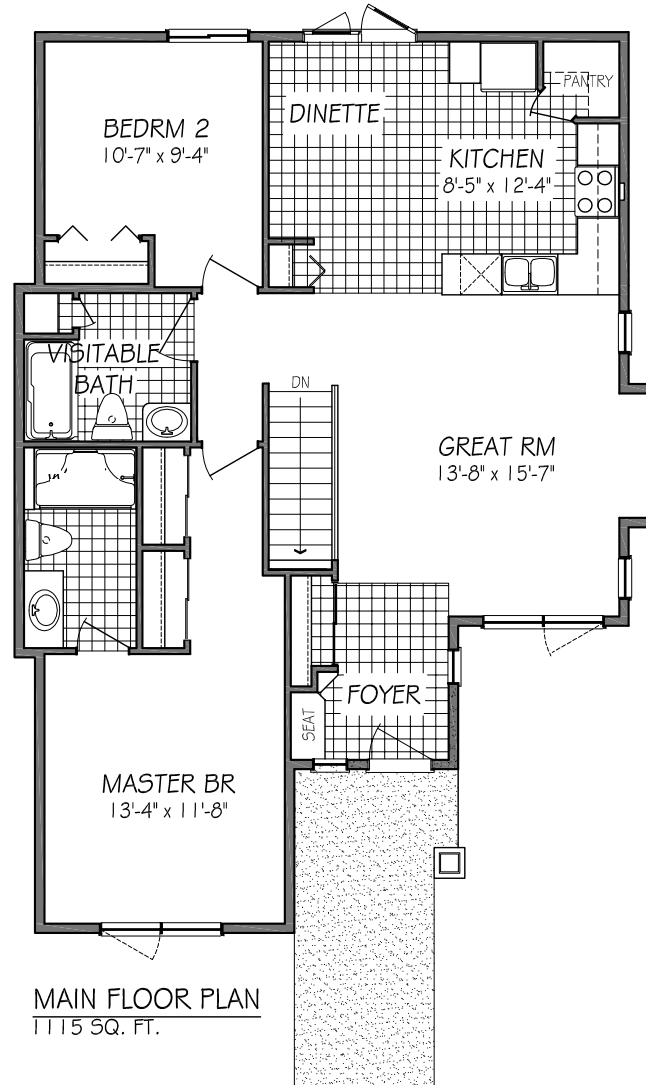 BEDRM 2
10'-7" x 9'-4"
DINETTE
PANTRY
KITCHEN
8'-5" x 12'-4"
VISITABLE
BATH
DN
GREAT RM
13'-8" x 15'-7"
FOYER
SEAT
MASTER BR
13'-4" x 11'-8"
MAIN FLOOR PLAN
1115 SQ. FT.